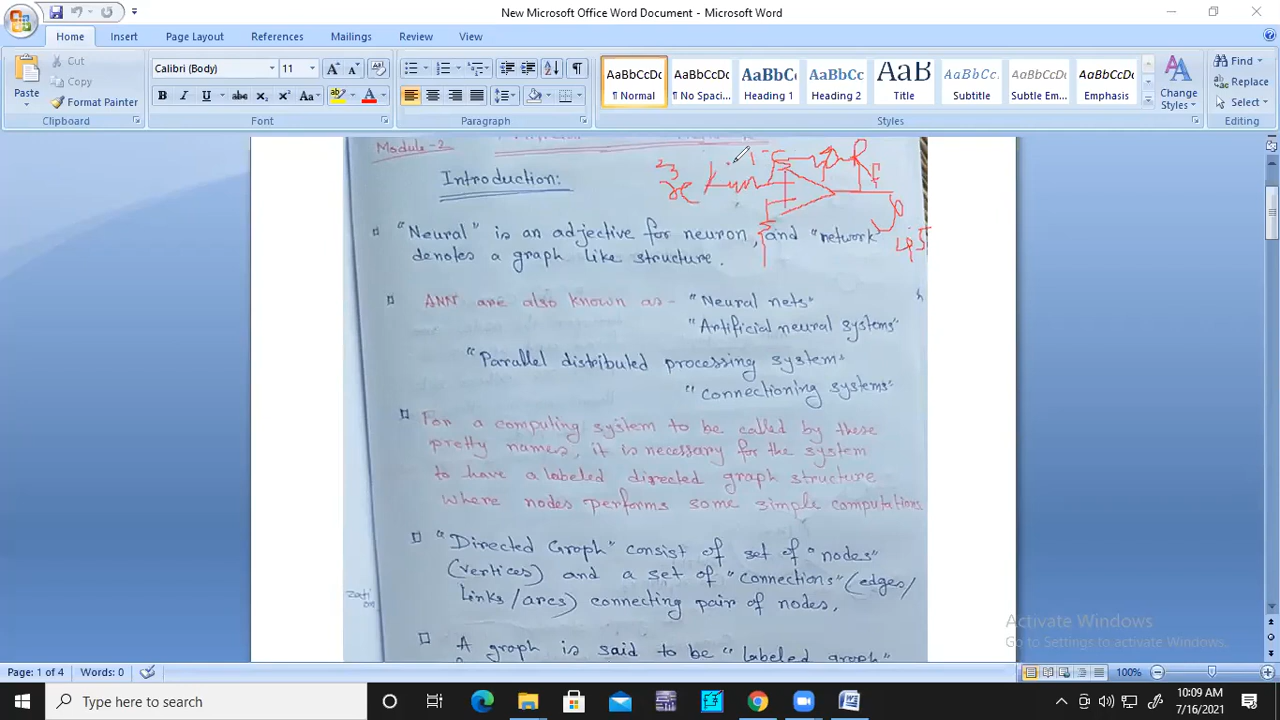 New Microsoft Office Word Document - Microsoft Word
Home Insert Page Layout References Mailings Review View
Paste
Cut
Copy
Format Painter
Clipboard
Calibri (Body) 11
Font
Paragraph
AaBbCcDc AaBbCcDc AaBbCc AaBbCc AaB AaBbCc. AaBbCcDc AaBbCcDc
¶ Normal ¶ No Spaci... Heading 1 Heading 2 Title Subtitle Subtle Em... Emphasis
Styles
Change
Styles
Find
Replace
Select
Editing
Module-2
Introduction:
"Neural" is an adjective for neuron, and "network"
denotes a graph like structure.
ANN are also known as - "Neural nets"
"Artificial neural systems"
"Parallel distributed processing systems
"connectioning systems"
For a computing system to be called by these
pretty names, it is necessary for the system
to have a labeled directed graph structure
where nodes performs some simple computations
"Directed Graph" consist of set of "nodes"
(vertices) and a set of "connections" (edges/
links/arcs) connecting pair of nodes,
A graph is said to be "labeled graph"
Activate Windows
Go to Settings to activate Windows.
Page: 1 of 4 Words: 0
100%
Type here to search
10:09 AM
7/16/2021